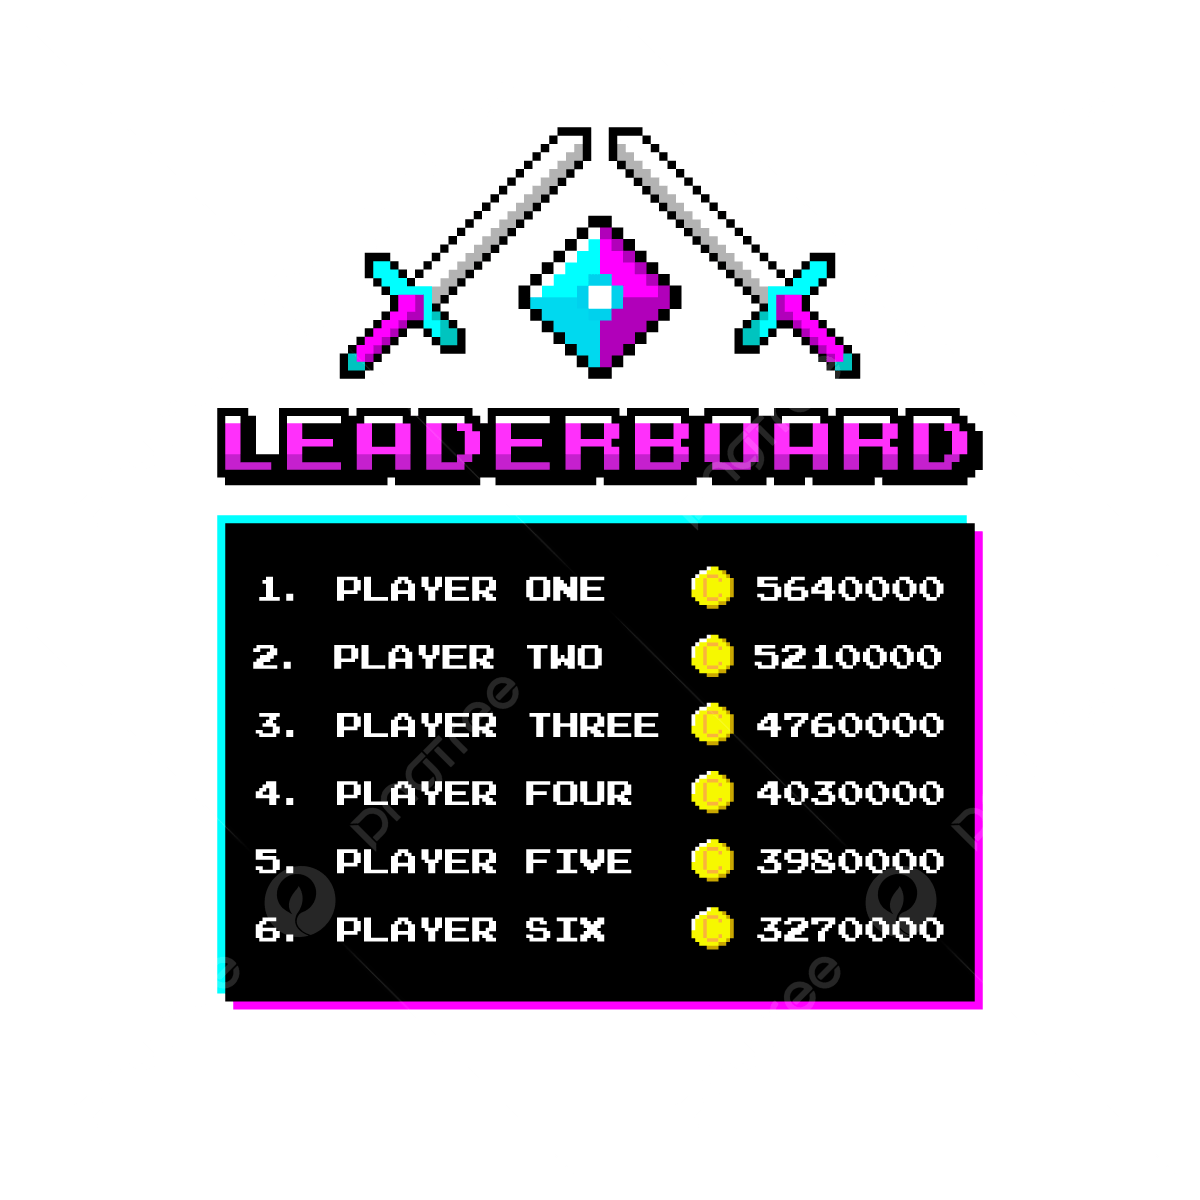 LEADERBOARD
1. PLAYER ONE C 5640000
2. PLAYER TWO C 5210000
3. PLAYER THREE C 4760000
4. PLAYER FOUR C 4030000
5. PLAYER FIVE C 3980000
6. PLAYER SIX C 3270000
pngtree